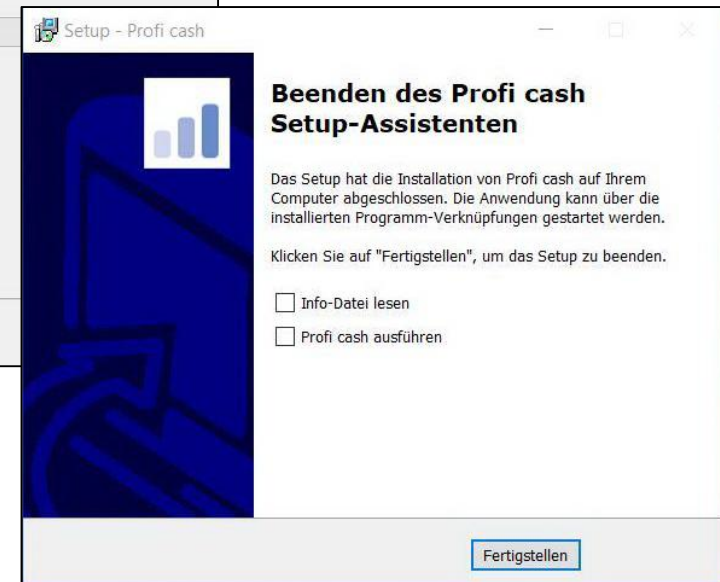 Setup - Profi cash
Beenden des Profi cash
Setup-Assistenten
Das Setup hat die Installation von Profi cash auf Ihrem
Computer abgeschlossen. Die Anwendung kann über die
installierten Programm-Verknüpfungen gestartet werden.
Klicken Sie auf "Fertigstellen", um das Setup zu beenden.
Info-Datei lesen
Profi cash ausführen
Fertigstellen